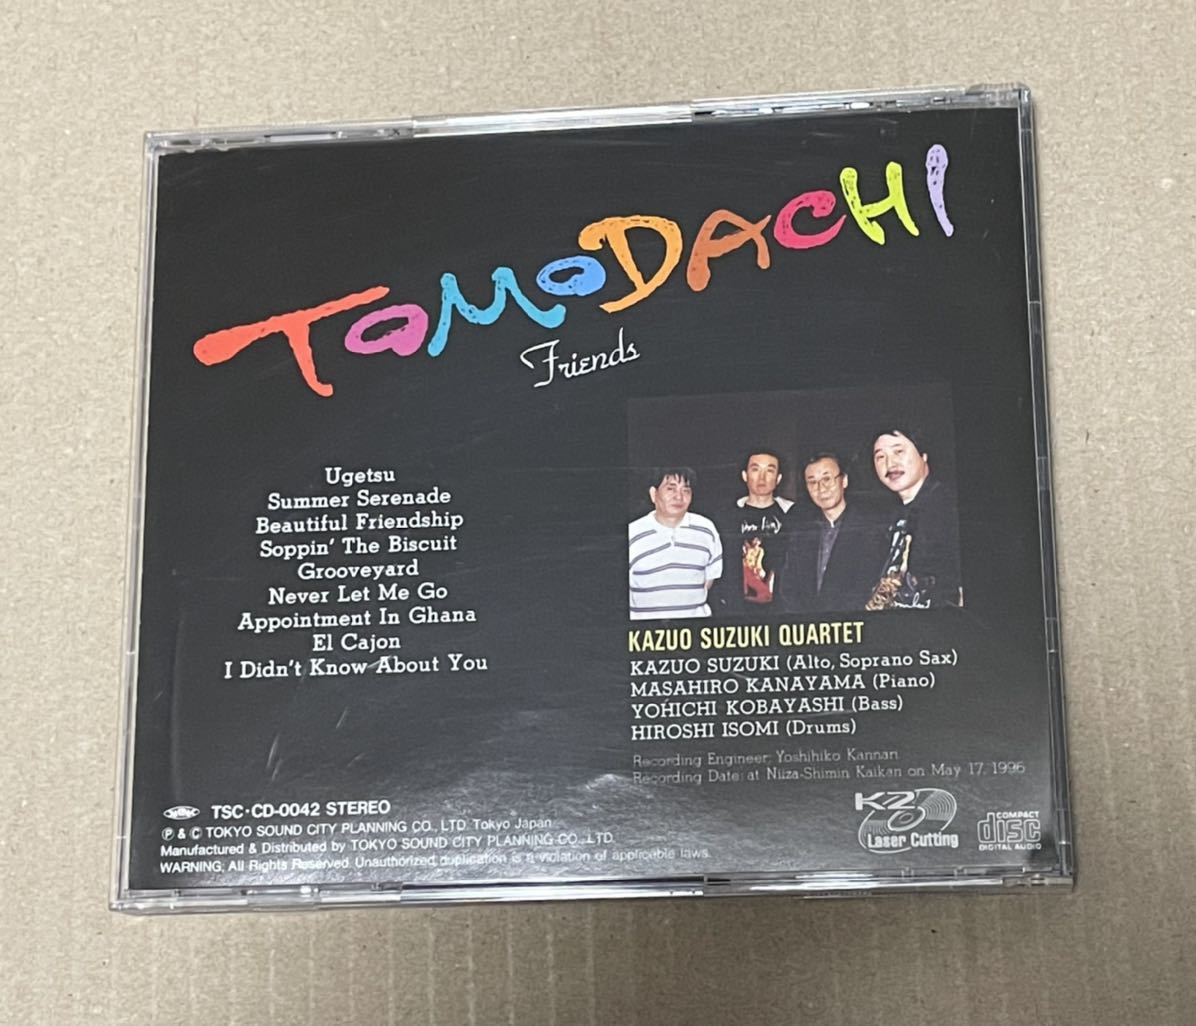 TOMODACHI
Friends
Ugetsu
Summer Serenade
Beautiful Friendship
Soppin' The Biscuit
Grooveyard
Never Let Me Go
Appointment In Ghana
El Cajon
I Didn't Know About You
KAZUO SUZUKI QUARTET
KAZUO SUZUKI (Alto, Soprano Sax)
MASAHIRO KANAYAMA (Piano)
YOHICHI KOBAYASHI (Bass)
HIROSHI ISOMI (Drums)
Recording Engineer: Yoshihiko Kannari
Recording Date: at Niiza-Shimin Kaikan on May 17, 1996
TSC・CD-0042 STEREO
Ⓟ & © TOKYO SOUND CITY PLANNING CO., LTD. Tokyo Japan
Manufactured & Distributed by TOKYO SOUND CITY PLANNING CO., LTD.
WARNING; All Rights Reserved. Unauthorized duplication is a violation of applicable laws.
K2
Laser Cutting
COMPACT
disc
DIGITAL AUDIO